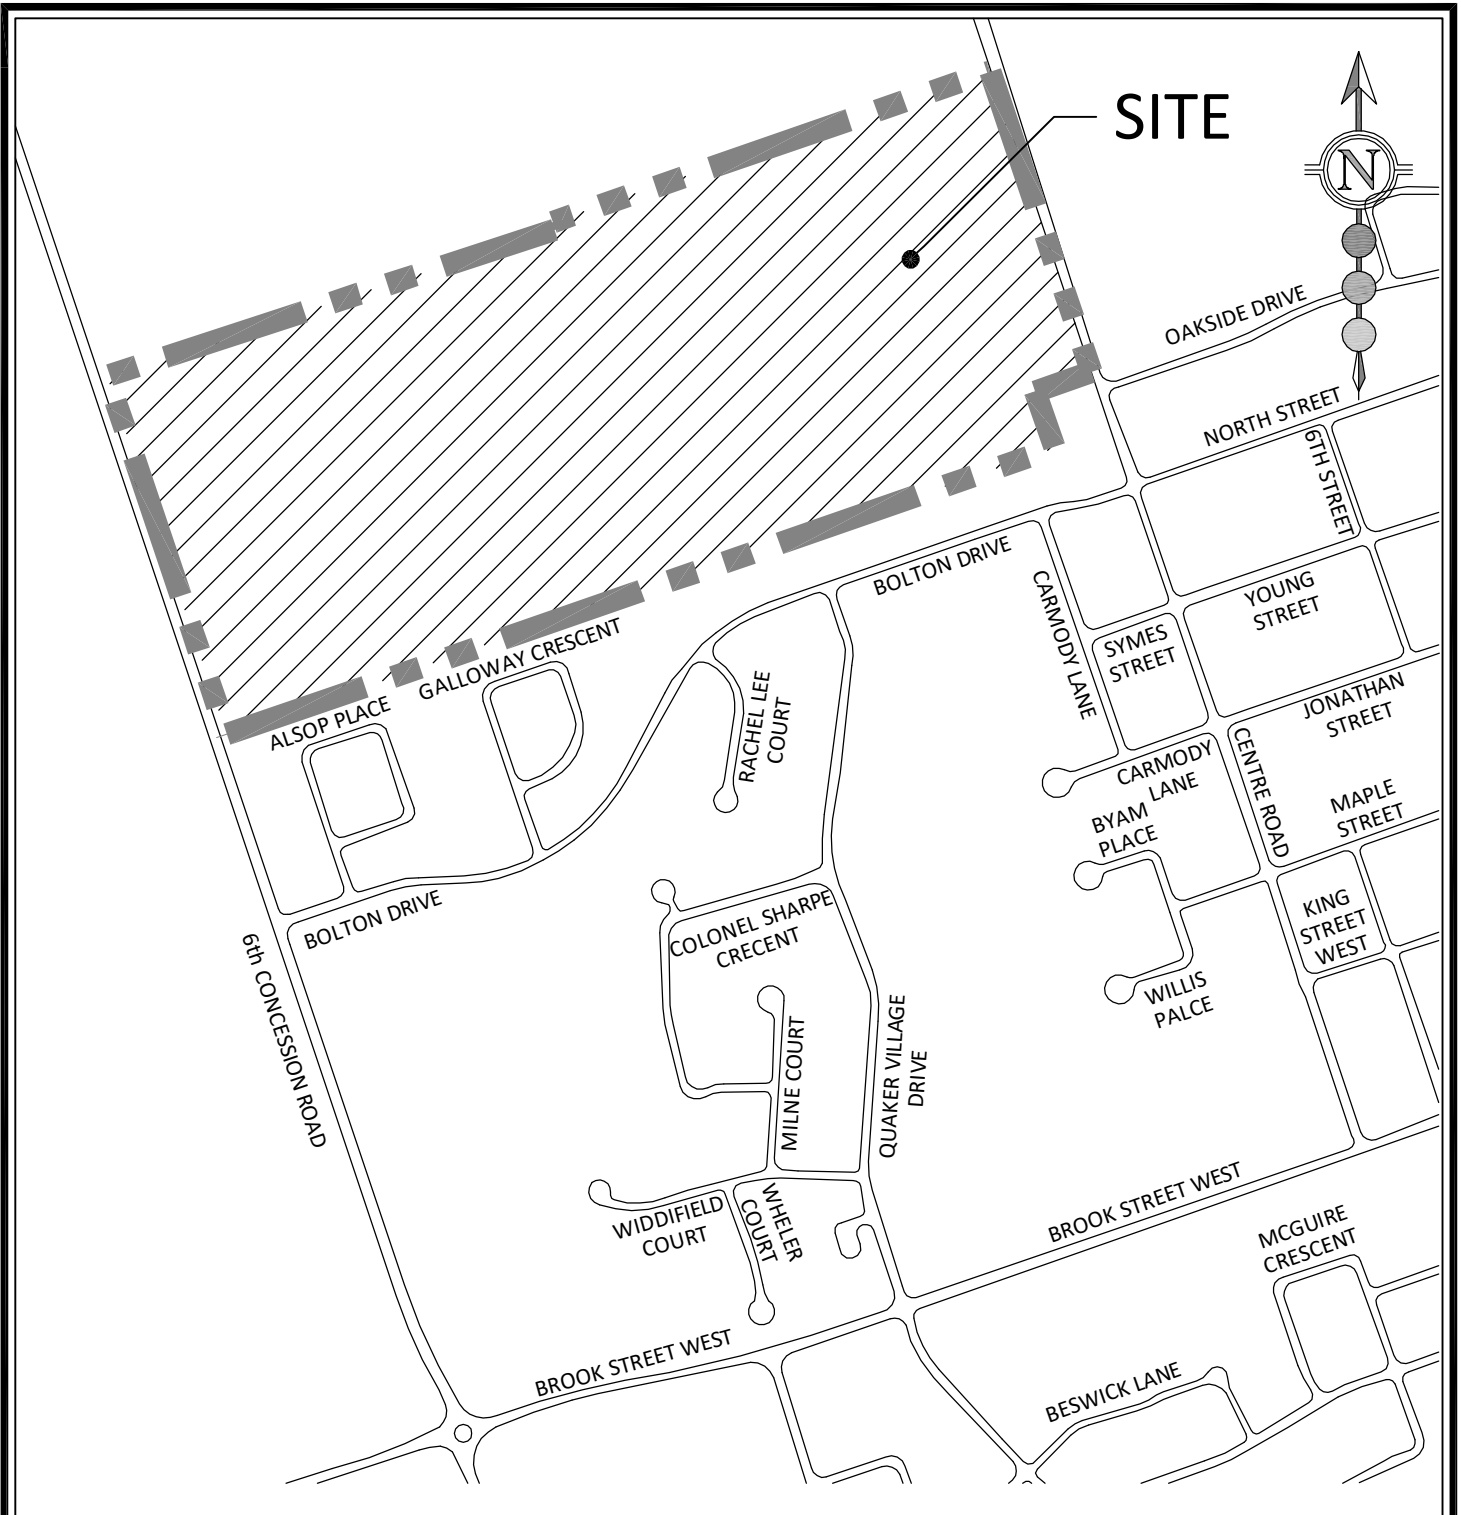 SITE
N
OAKSIDE DRIVE
NORTH STREET
6TH STREET
BOLTON DRIVE
YOUNG
STREET
CARMODY LANE
SYMES
STREET
GALLOWAY CRESCENT
ALSOP PLACE
RACHEL LEE
COURT
JONATHAN
STREET
CARMODY
LANE
CENTRE ROAD
MAPLE
STREET
BYAM
PLACE
BOLTON DRIVE
COLONEL SHARPE
CRECENT
KING
STREET
WEST
6th CONCESSION ROAD
WILLIS
PALCE
MILNE COURT
QUAKER VILLAGE
DRIVE
WIDDIFIELD
COURT
WHELER
COURT
BROOK STREET WEST
MCGUIRE
CRESCENT
BROOK STREET WEST
BESWICK LANE